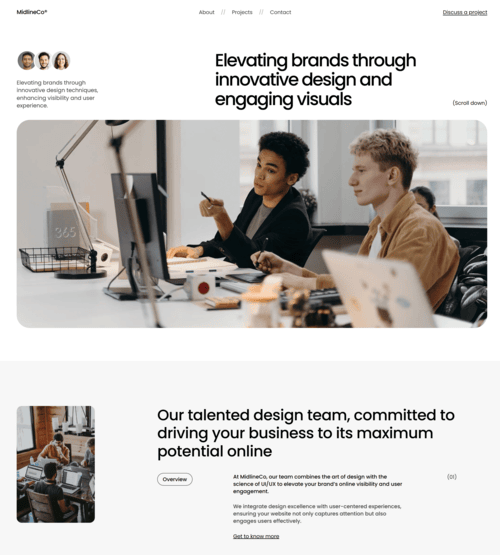 MidlineCo®
About // Projects // Contact
Discuss a project
Elevating brands through
innovative design techniques,
enhancing visibility and user
experience.
Elevating brands through
innovative design and
engaging visuals
(Scroll down)
365
Our talented design team, committed to
driving your business to its maximum
potential online
Overview
At MidlineCo, our team combines the art of design with the
science of UI/UX to elevate your brand's online visibility and user
engagement.
(01)
We integrate design excellence with user-centered experiences,
ensuring your website not only captures attention but also
engages users effectively.
Get to know more